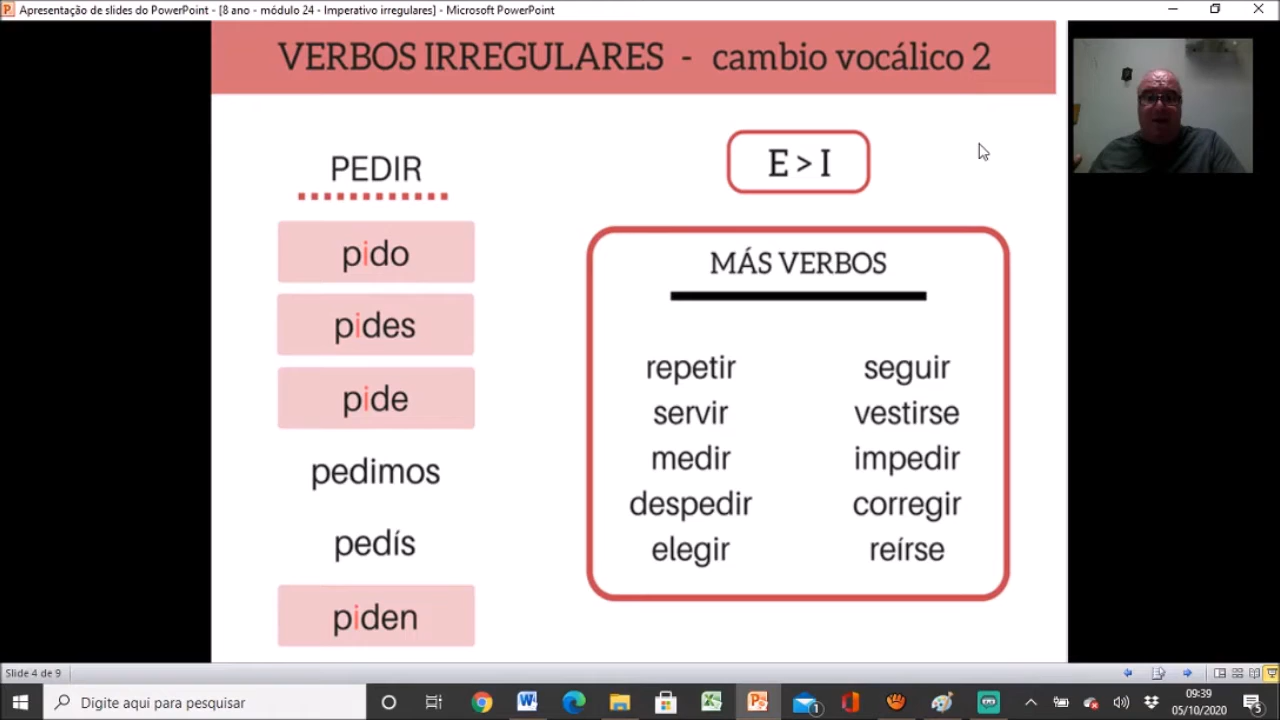 Apresentação de slides do PowerPoint - [8 ano - módulo 24 - Imperativo irregulares] - Microsoft PowerPoint
VERBOS IRREGULARES - cambio vocálico 2
PEDIR
pido
pides
pide
pedimos
pedís
piden
E > I
MÁS VERBOS
repetir seguir
servir vestirse
medir impedir
despedir corregir
elegir reírse
Slide 4 de 9
Digite aqui para pesquisar
1
09:39
05/10/2020
5